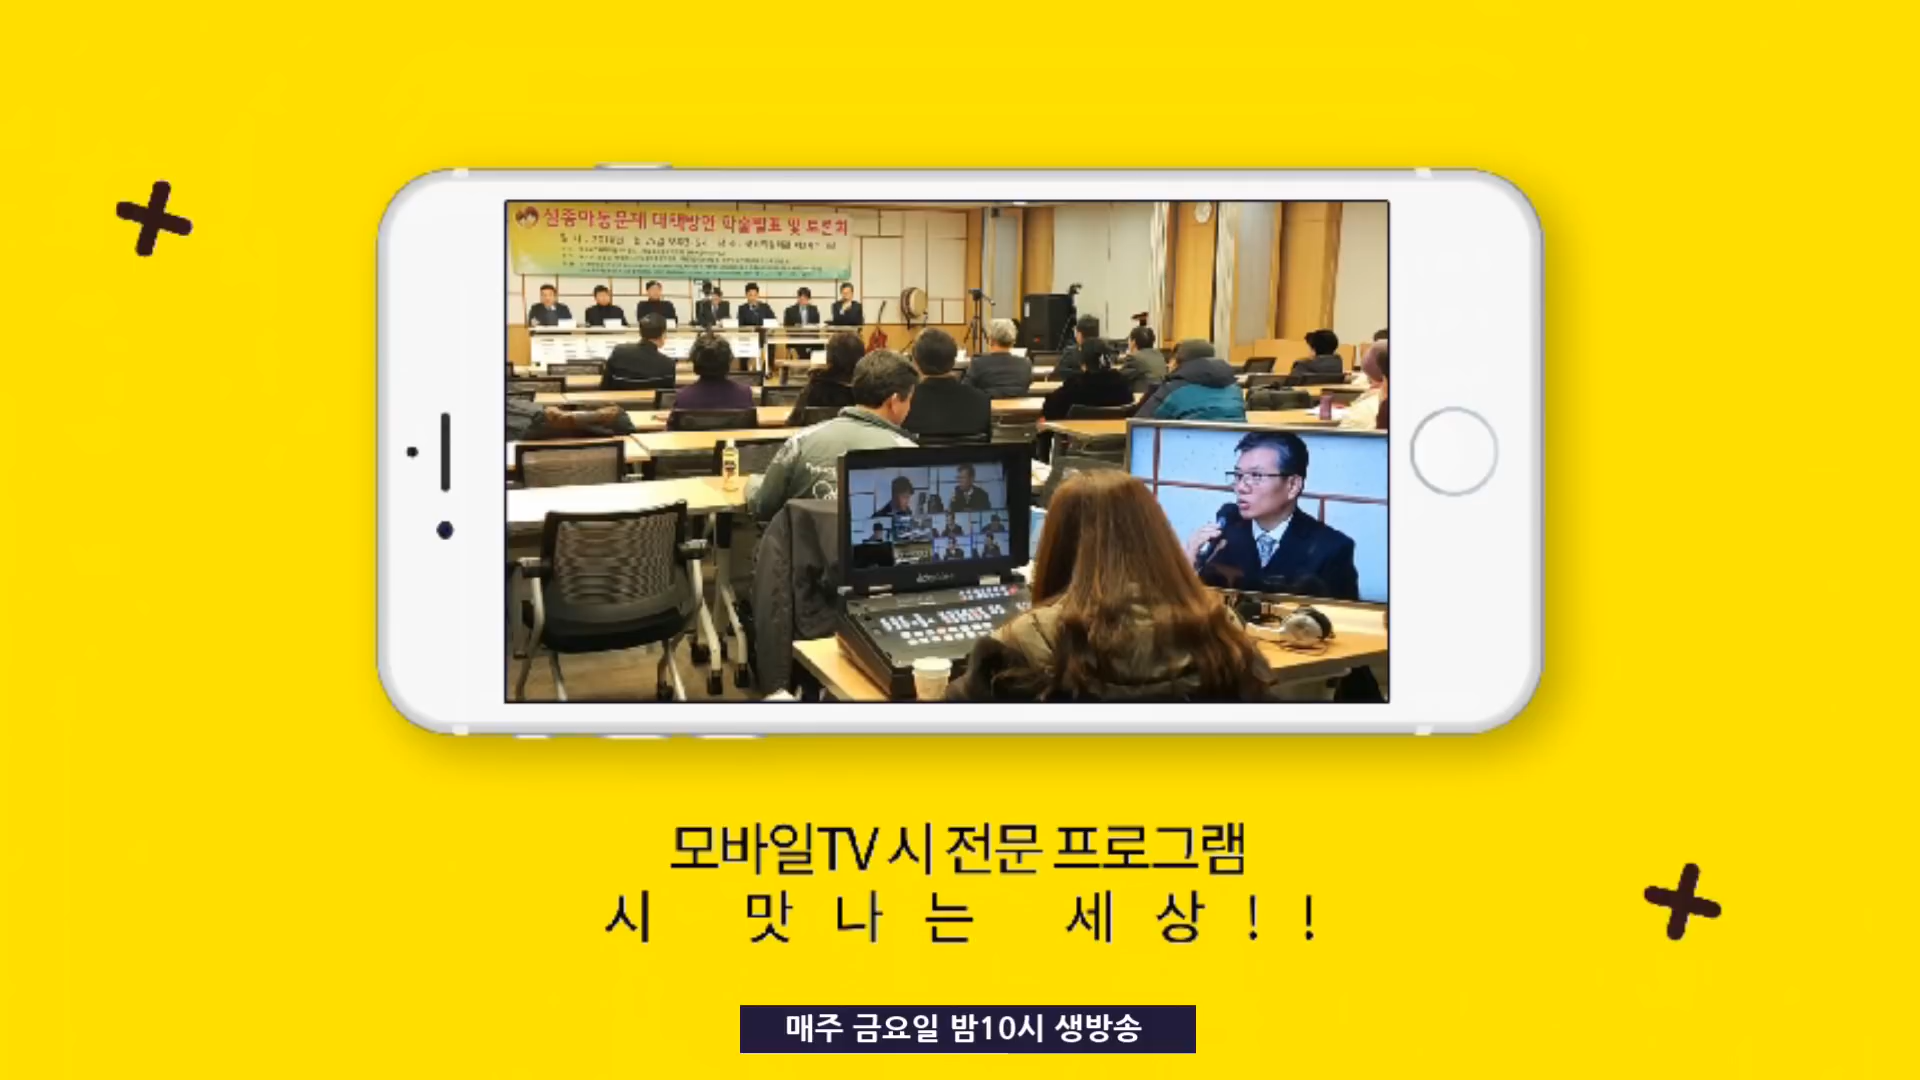 실종아동문제 대책방안 학술발표 및 토론회
모바일TV 시 전문 프로그램
시 맛나는 세상!!
매주 금요일 밤10시 생방송